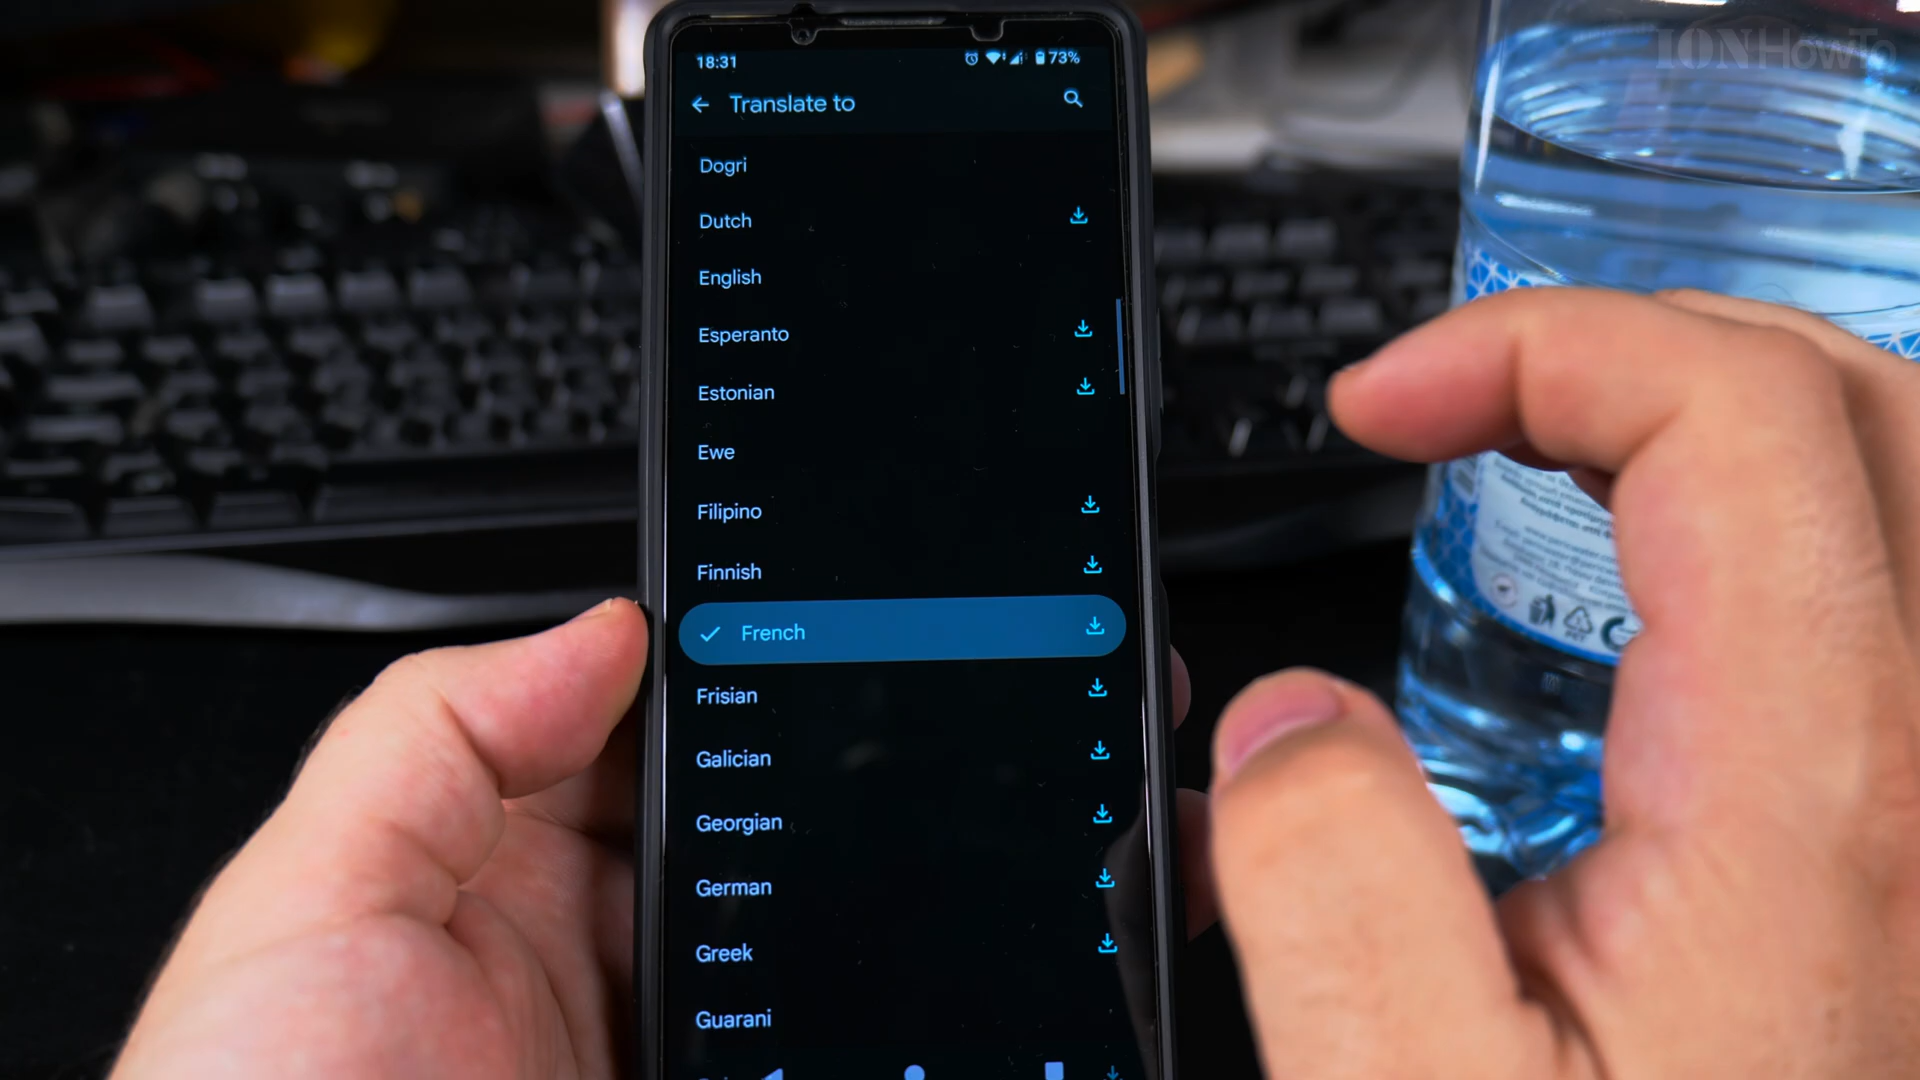 IONHowTo
18:31
73%
Translate to
Dogri
Dutch
English
Esperanto
Estonian
Ewe
Filipino
Finnish
French
Frisian
Galician
Georgian
German
Greek
Guarani
PET